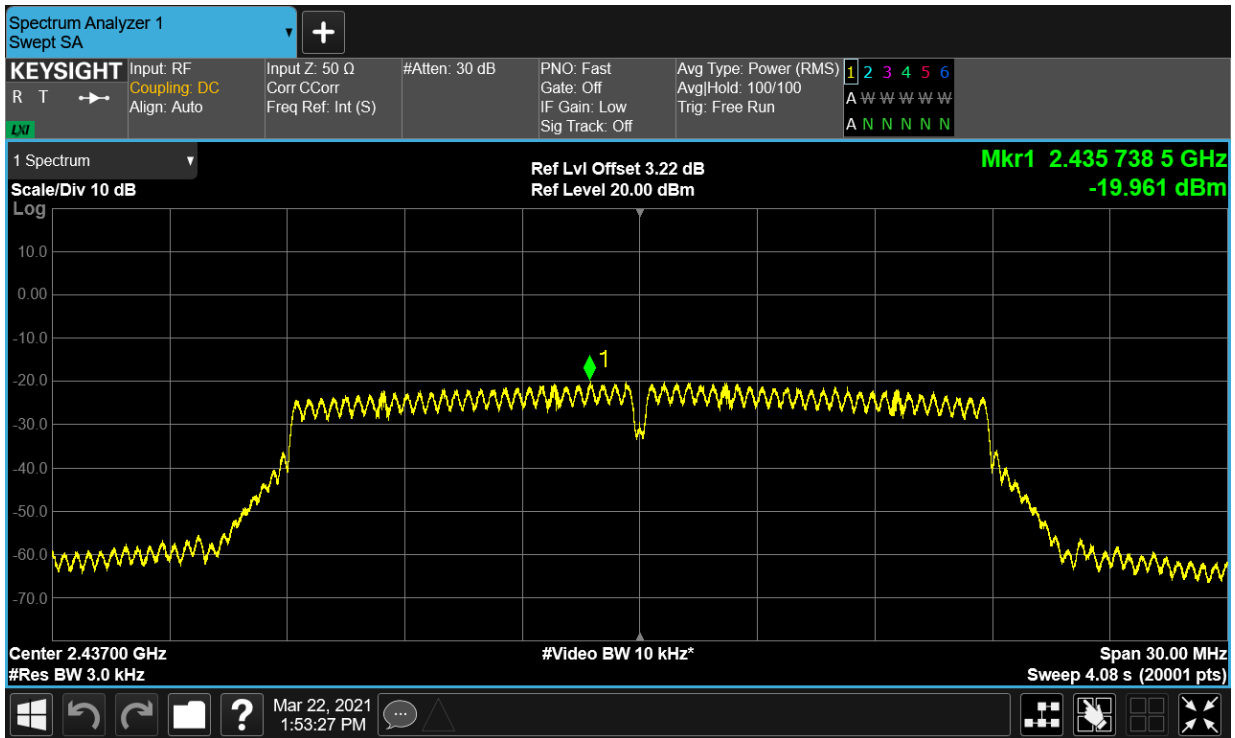 Spectrum Analyzer 1
Swept SA
+
KEYSIGHT
R T
LXI
Input: RF
Coupling: DC
Align: Auto
Input Z: 50 Ω
Corr CCorr
Freq Ref: Int (S)
#Atten: 30 dB
PNO: Fast
Gate: Off
IF Gain: Low
Sig Track: Off
Avg Type: Power (RMS)
Avg|Hold: 100/100
Trig: Free Run
1 2 3 4 5 6
A W W W W W
A N N N N N
1 Spectrum
Scale/Div 10 dB
Log
Ref Lvl Offset 3.22 dB
Ref Level 20.00 dBm
Mkr1 2.435 738 5 GHz
-19.961 dBm
10.0
0.00
-10.0
1
-20.0
-30.0
-40.0
-50.0
-60.0
-70.0
Center 2.43700 GHz
#Video BW 10 kHz*
Span 30.00 MHz
#Res BW 3.0 kHz
Sweep 4.08 s (20001 pts)
?
Mar 22, 2021
1:53:27 PM